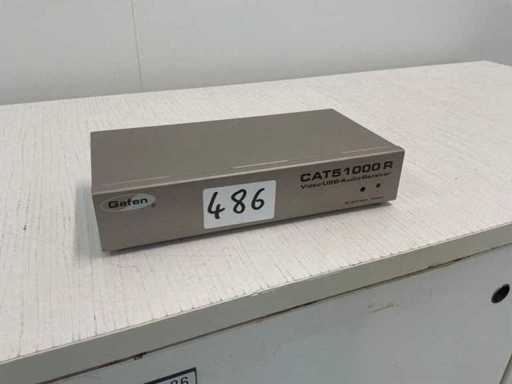 CAT5 1000 R
Video-USB-Audio Receiver
Gefen
486